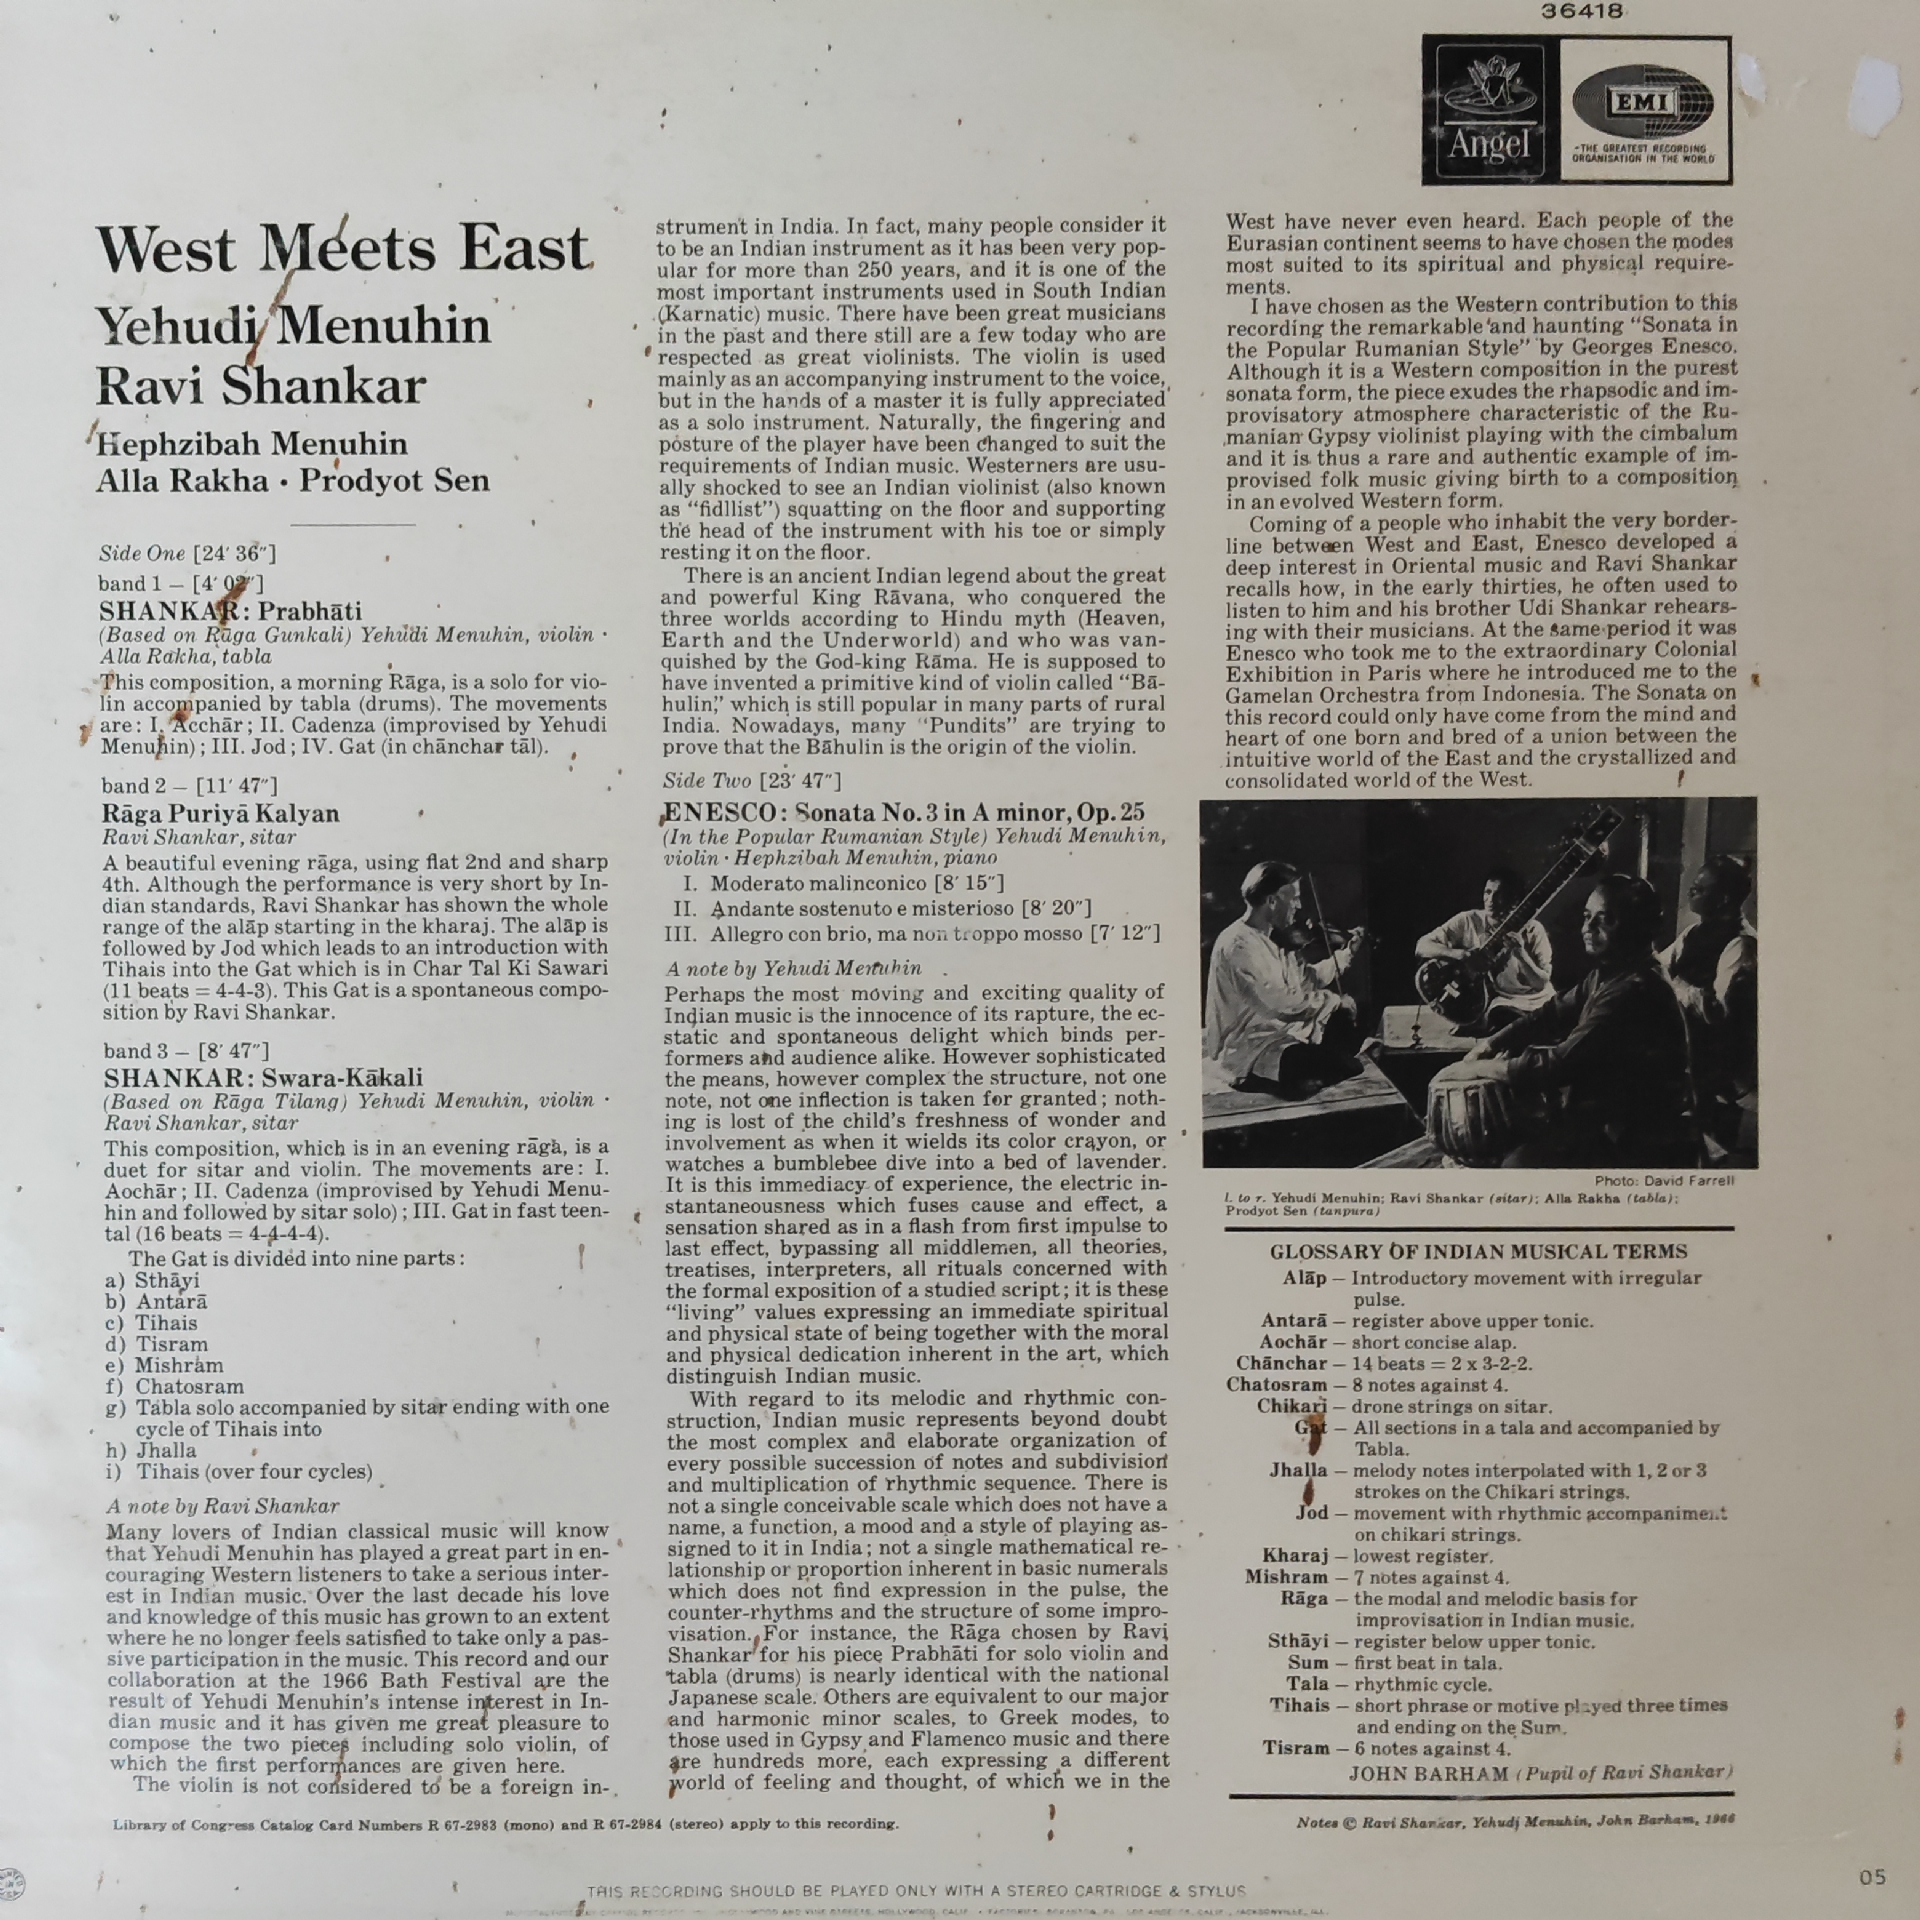 36418
Angel
EMI
THE GREATEST RECORDING
ORGANISATION IN THE WORLD
West Meets East
Yehudi Menuhin
Ravi Shankar
Hephzibah Menuhin
Alla Rakha · Prodyot Sen
Side One [24′ 36″]
band 1 – [4′ 02″]
SHANKAR: Prabhāti
(Based on Rāga Gunkali) Yehudi Menuhin, violin ·
Alla Rakha, tabla
This composition, a morning Rāga, is a solo for vio-
lin accompanied by tabla (drums). The movements
are: I. Acchār; II. Cadenza (improvised by Yehudi
Menuhin); III. Jod; IV. Gat (in chānchar tāl).
band 2 – [11′ 47″]
Rāga Puriyā Kalyan
Ravi Shankar, sitar
A beautiful evening rāga, using flat 2nd and sharp
4th. Although the performance is very short by In-
dian standards, Ravi Shankar has shown the whole
range of the alāp starting in the kharaj. The alāp is
followed by Jod which leads to an introduction with
Tihais into the Gat which is in Char Tal Ki Sawari
(11 beats = 4-4-3). This Gat is a spontaneous compo-
sition by Ravi Shankar.
band 3 – [8′ 47″]
SHANKAR: Swara-Kākali
(Based on Rāga Tilang) Yehudi Menuhin, violin ·
Ravi Shankar, sitar
This composition, which is in an evening rāga, is a
duet for sitar and violin. The movements are: I.
Aochār; II. Cadenza (improvised by Yehudi Menu-
hin and followed by sitar solo); III. Gat in fast teen-
tal (16 beats = 4-4-4-4).
The Gat is divided into nine parts:
a) Sthāyi
b) Antarā
c) Tihais
d) Tisram
e) Mishram
f) Chatosram
g) Tabla solo accompanied by sitar ending with one
cycle of Tihais into
h) Jhalla
i) Tihais (over four cycles)
A note by Ravi Shankar
Many lovers of Indian classical music will know
that Yehudi Menuhin has played a great part in en-
couraging Western listeners to take a serious inter-
est in Indian music. Over the last decade his love
and knowledge of this music has grown to an extent
where he no longer feels satisfied to take only a pas-
sive participation in the music. This record and our
collaboration at the 1966 Bath Festival are the
result of Yehudi Menuhin's intense interest in In-
dian music and it has given me great pleasure to
compose the two pieces including solo violin, of
which the first performances are given here.
The violin is not considered to be a foreign in-
strument in India. In fact, many people consider it
to be an Indian instrument as it has been very pop-
ular for more than 250 years, and it is one of the
most important instruments used in South Indian
(Karnatic) music. There have been great musicians
in the past and there still are a few today who are
respected as great violinists. The violin is used
mainly as an accompanying instrument to the voice,
but in the hands of a master it is fully appreciated
as a solo instrument. Naturally, the fingering and
posture of the player have been changed to suit the
requirements of Indian music. Westerners are usu-
ally shocked to see an Indian violinist (also known
as "fidllist") squatting on the floor and supporting
the head of the instrument with his toe or simply
resting it on the floor.
There is an ancient Indian legend about the great
and powerful King Rāvana, who conquered the
three worlds according to Hindu myth (Heaven,
Earth and the Underworld) and who was van-
quished by the God-king Rāma. He is supposed to
have invented a primitive kind of violin called "Bā-
hulin," which is still popular in many parts of rural
India. Nowadays, many "Pundits" are trying to
prove that the Bāhulin is the origin of the violin.
Side Two [23′ 47″]
ENESCO: Sonata No. 3 in A minor, Op. 25
(In the Popular Rumanian Style) Yehudi Menuhin,
violin · Hephzibah Menuhin, piano
I. Moderato malinconico [8′ 15″]
II. Andante sostenuto e misterioso [8′ 20″]
III. Allegro con brio, ma non troppo mosso [7′ 12″]
A note by Yehudi Menuhin
Perhaps the most moving and exciting quality of
Indian music is the innocence of its rapture, the ec-
static and spontaneous delight which binds per-
formers and audience alike. However sophisticated
the means, however complex the structure, not one
note, not one inflection is taken for granted; noth-
ing is lost of the child's freshness of wonder and
involvement as when it wields its color crayon, or
watches a bumblebee dive into a bed of lavender.
It is this immediacy of experience, the electric in-
stantaneousness which fuses cause and effect, a
sensation shared as in a flash from first impulse to
last effect, bypassing all middlemen, all theories,
treatises, interpreters, all rituals concerned with
the formal exposition of a studied script; it is these
"living" values expressing an immediate spiritual
and physical state of being together with the moral
and physical dedication inherent in the art, which
distinguish Indian music.
With regard to its melodic and rhythmic con-
struction, Indian music represents beyond doubt
the most complex and elaborate organization of
every possible succession of notes and subdivision
and multiplication of rhythmic sequence. There is
not a single conceivable scale which does not have a
name, a function, a mood and a style of playing as-
signed to it in India; not a single mathematical re-
lationship or proportion inherent in basic numerals
which does not find expression in the pulse, the
counter-rhythms and the structure of some impro-
visation. For instance, the Rāga chosen by Ravi
Shankar for his piece Prabhāti for solo violin and
tabla (drums) is nearly identical with the national
Japanese scale. Others are equivalent to our major
and harmonic minor scales, to Greek modes, to
those used in Gypsy and Flamenco music and there
are hundreds more, each expressing a different
world of feeling and thought, of which we in the
West have never even heard. Each people of the
Eurasian continent seems to have chosen the modes
most suited to its spiritual and physical require-
ments.
I have chosen as the Western contribution to this
recording the remarkable and haunting "Sonata in
the Popular Rumanian Style" by Georges Enesco.
Although it is a Western composition in the purest
sonata form, the piece exudes the rhapsodic and im-
provisatory atmosphere characteristic of the Ru-
manian Gypsy violinist playing with the cimbalum
and it is thus a rare and authentic example of im-
provised folk music giving birth to a composition
in an evolved Western form.
Coming of a people who inhabit the very border-
line between West and East, Enesco developed a
deep interest in Oriental music and Ravi Shankar
recalls how, in the early thirties, he often used to
listen to him and his brother Udi Shankar rehears-
ing with their musicians. At the same period it was
Enesco who took me to the extraordinary Colonial
Exhibition in Paris where he introduced me to the
Gamelan Orchestra from Indonesia. The Sonata on
this record could only have come from the mind and
heart of one born and bred of a union between the
intuitive world of the East and the crystallized and
consolidated world of the West.
Photo: David Farrell
l. to r. Yehudi Menuhin; Ravi Shankar (sitar); Alla Rakha (tabla);
Prodyot Sen (tanpura)
GLOSSARY OF INDIAN MUSICAL TERMS
Alāp – Introductory movement with irregular
pulse.
Antarā – register above upper tonic.
Aochār – short concise alap.
Chānchar – 14 beats = 2 x 3-2-2.
Chatosram – 8 notes against 4.
Chikari – drone strings on sitar.
Gat – All sections in a tala and accompanied by
Tabla.
Jhalla – melody notes interpolated with 1, 2 or 3
strokes on the Chikari strings.
Jod – movement with rhythmic accompaniment
on chikari strings.
Kharaj – lowest register.
Mishram – 7 notes against 4.
Rāga – the modal and melodic basis for
improvisation in Indian music.
Sthāyi – register below upper tonic.
Sum – first beat in tala.
Tala – rhythmic cycle.
Tihais – short phrase or motive played three times
and ending on the Sum.
Tisram – 6 notes against 4.
JOHN BARHAM (Pupil of Ravi Shankar)
Library of Congress Catalog Card Numbers R 67-2983 (mono) and R 67-2984 (stereo) apply to this recording.
Notes © Ravi Shankar, Yehudi Menuhin, John Barham, 1966
05
THIS RECORDING SHOULD BE PLAYED ONLY WITH A STEREO CARTRIDGE & STYLUS